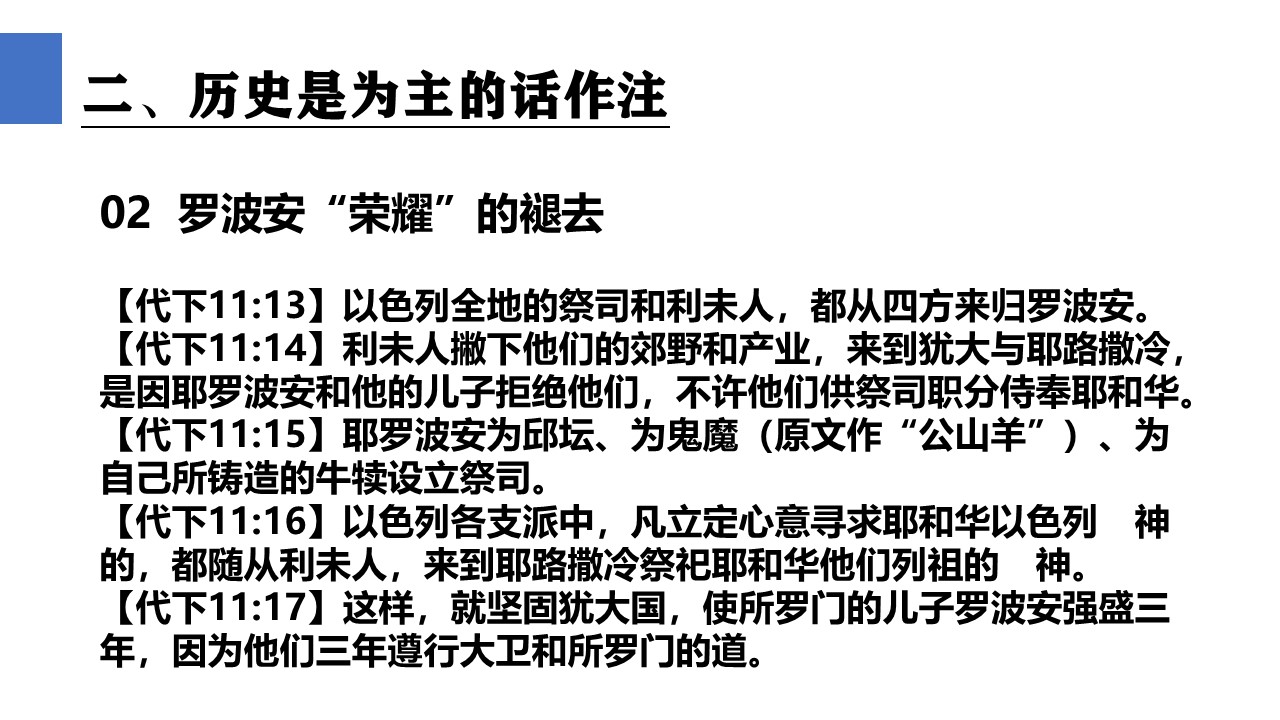 二、历史是为主的话作注
02 罗波安“荣耀”的褪去
【代下11:13】以色列全地的祭司和利未人，都从四方来归罗波安。
【代下11:14】利未人撇下他们的郊野和产业，来到犹大与耶路撒冷，
是因耶罗波安和他的儿子拒绝他们，不许他们供祭司职分侍奉耶和华。
【代下11:15】耶罗波安为邱坛、为鬼魔（原文作“公山羊”）、为
自己所铸造的牛犊设立祭司。
【代下11:16】以色列各支派中，凡立定心意寻求耶和华以色列　神
的，都随从利未人，来到耶路撒冷祭祀耶和华他们列祖的　神。
【代下11:17】这样，就坚固犹大国，使所罗门的儿子罗波安强盛三
年，因为他们三年遵行大卫和所罗门的道。